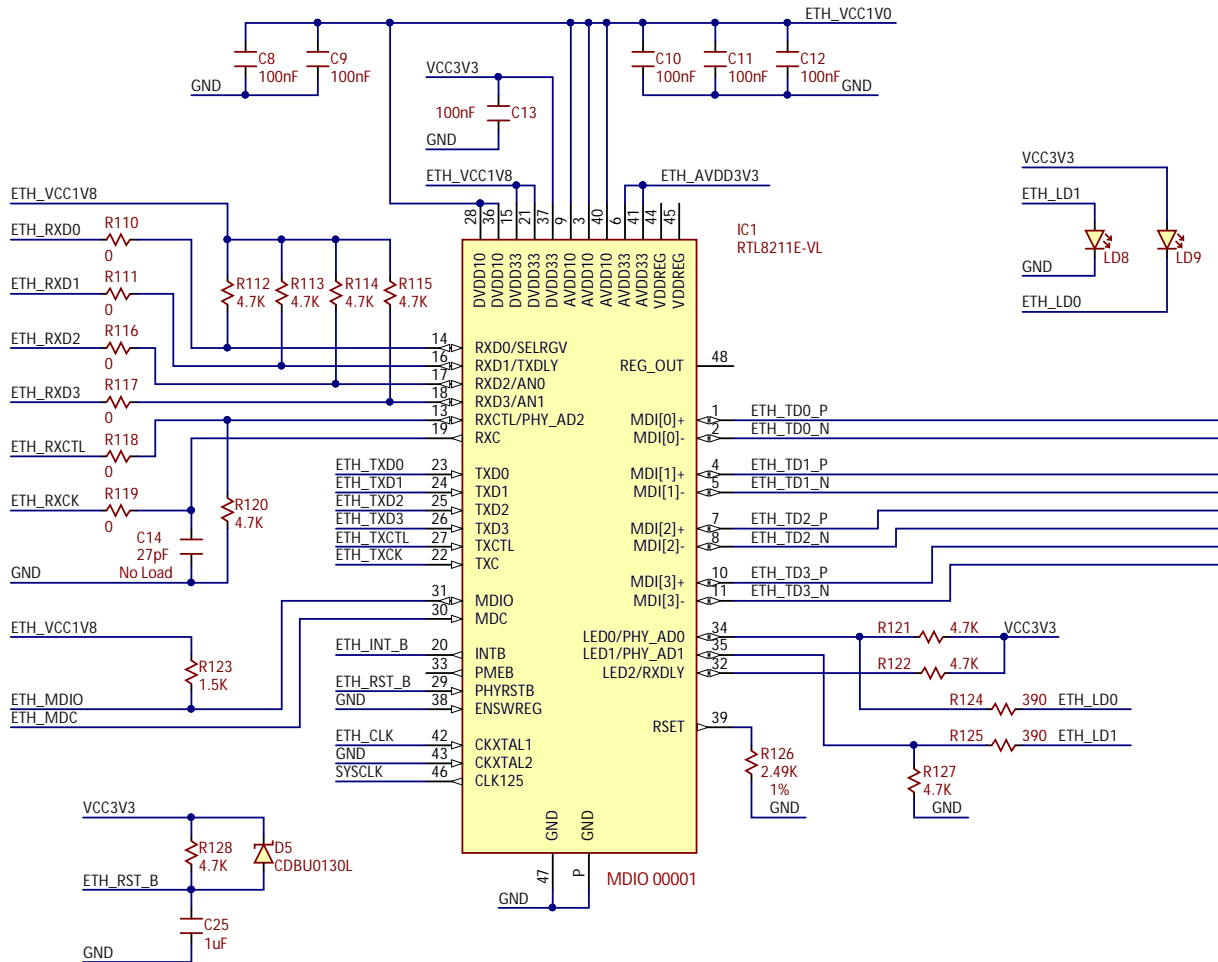 ETH_VCC1V0
C8
100nF
C9
100nF
C10
100nF
C11
100nF
C12
100nF
GND
GND
VCC3V3
100nF C13
GND
ETH_VCC1V8
ETH_AVDD3V3
VCC3V3
ETH_LD1
LD8
LD9
GND
ETH_LD0
28
36
15
21
37
9
3
40
6
41
44
45
IC1
RTL8211E-VL
DVDD10
DVDD10
DVDD33
DVDD33
DVDD33
AVDD10
AVDD10
AVDD10
AVDD33
AVDD33
VDDREG
VDDREG
ETH_VCC1V8
ETH_RXD0
R110
0
ETH_RXD1
R111
0
R112
4.7K
R113
4.7K
R114
4.7K
R115
4.7K
ETH_RXD2
R116
0
ETH_RXD3
R117
0
ETH_RXCTL
R118
0
ETH_RXCK
R119
0
R120
4.7K
C14
27pF
No Load
GND
14 RXD0/SELRGV
16 RXD1/TXDLY
17 RXD2/AN0
18 RXD3/AN1
13 RXCTL/PHY_AD2
19 RXC
ETH_TXD0 23 TXD0
ETH_TXD1 24 TXD1
ETH_TXD2 25 TXD2
ETH_TXD3 26 TXD3
ETH_TXCTL 27 TXCTL
ETH_TXCK 22 TXC
31 MDIO
30 MDC
ETH_INT_B 20 INTB
33 PMEB
ETH_RST_B 29 PHYRSTB
GND 38 ENSWREG
ETH_CLK 42 CKXTAL1
GND 43 CKXTAL2
SYSCLK 46 CLK125
REG_OUT 48
MDI[0]+ 1 ETH_TD0_P
MDI[0]- 2 ETH_TD0_N
MDI[1]+ 4 ETH_TD1_P
MDI[1]- 5 ETH_TD1_N
MDI[2]+ 7 ETH_TD2_P
MDI[2]- 8 ETH_TD2_N
MDI[3]+ 10 ETH_TD3_P
MDI[3]- 11 ETH_TD3_N
LED0/PHY_AD0 34
LED1/PHY_AD1 35
LED2/RXDLY 32
RSET 39
R121 4.7K VCC3V3
R122 4.7K
R124 390 ETH_LD0
R125 390 ETH_LD1
R126
2.49K
1%
GND
R127
4.7K
GND
ETH_VCC1V8
R123
1.5K
ETH_MDIO
ETH_MDC
VCC3V3
R128
4.7K
D5
CDBU0130L
ETH_RST_B
C25
1uF
GND
GND
GND
47
P
GND
MDIO 00001